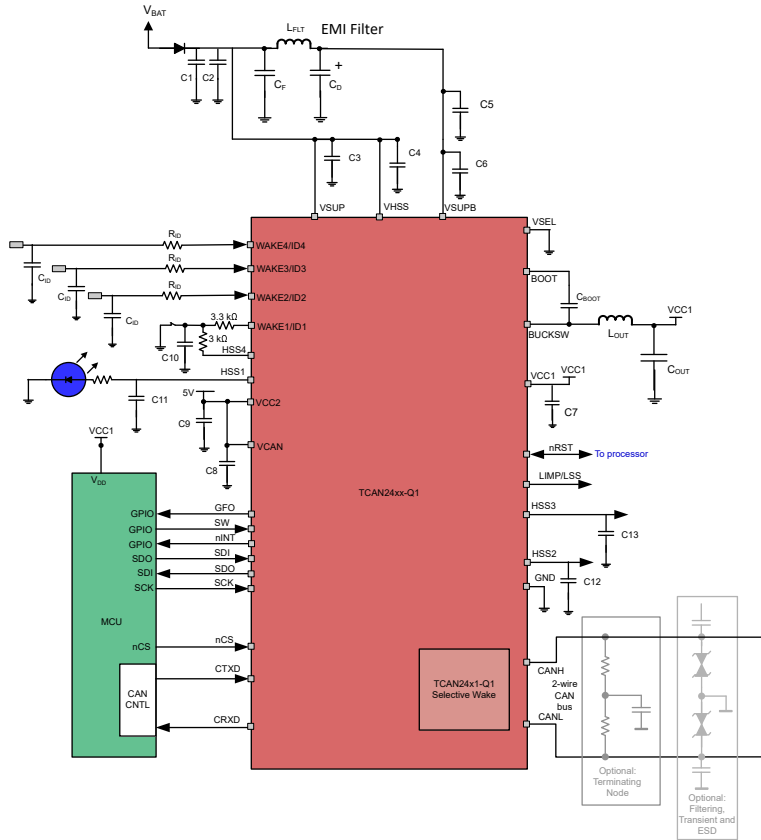 VBAT
LFLT
EMI Filter
C1
C2
CF
+
CD
C5
C3
C4
C6
VSUP
VHSS
VSUPB
VSEL
RID
WAKE4/ID4
CID
RID
WAKE3/ID3
BOOT
CID
RID
WAKE2/ID2
CBOOT
CID
3.3 kΩ
WAKE1/ID1
BUCKSW
LOUT
VCC1
3 kΩ
C10
HSS4
COUT
HSS1
VCC1
VCC1
C11
5V
VCC2
C7
C9
VCC1
VCAN
nRST
To processor
C8
VDD
LIMP/LSS
TCAN24xx-Q1
GPIO
GFO
HSS3
GPIO
SW
C13
GPIO
nINT
SDO
SDI
HSS2
SDI
SDO
GND
C12
SCK
SCK
MCU
nCS
nCS
CAN
CNTL
CTXD
CRXD
TCAN24x1-Q1
Selective Wake
CANH
2-wire
CAN
bus
CANL
Optional:
Terminating
Node
Optional:
Filtering,
Transient and
ESD